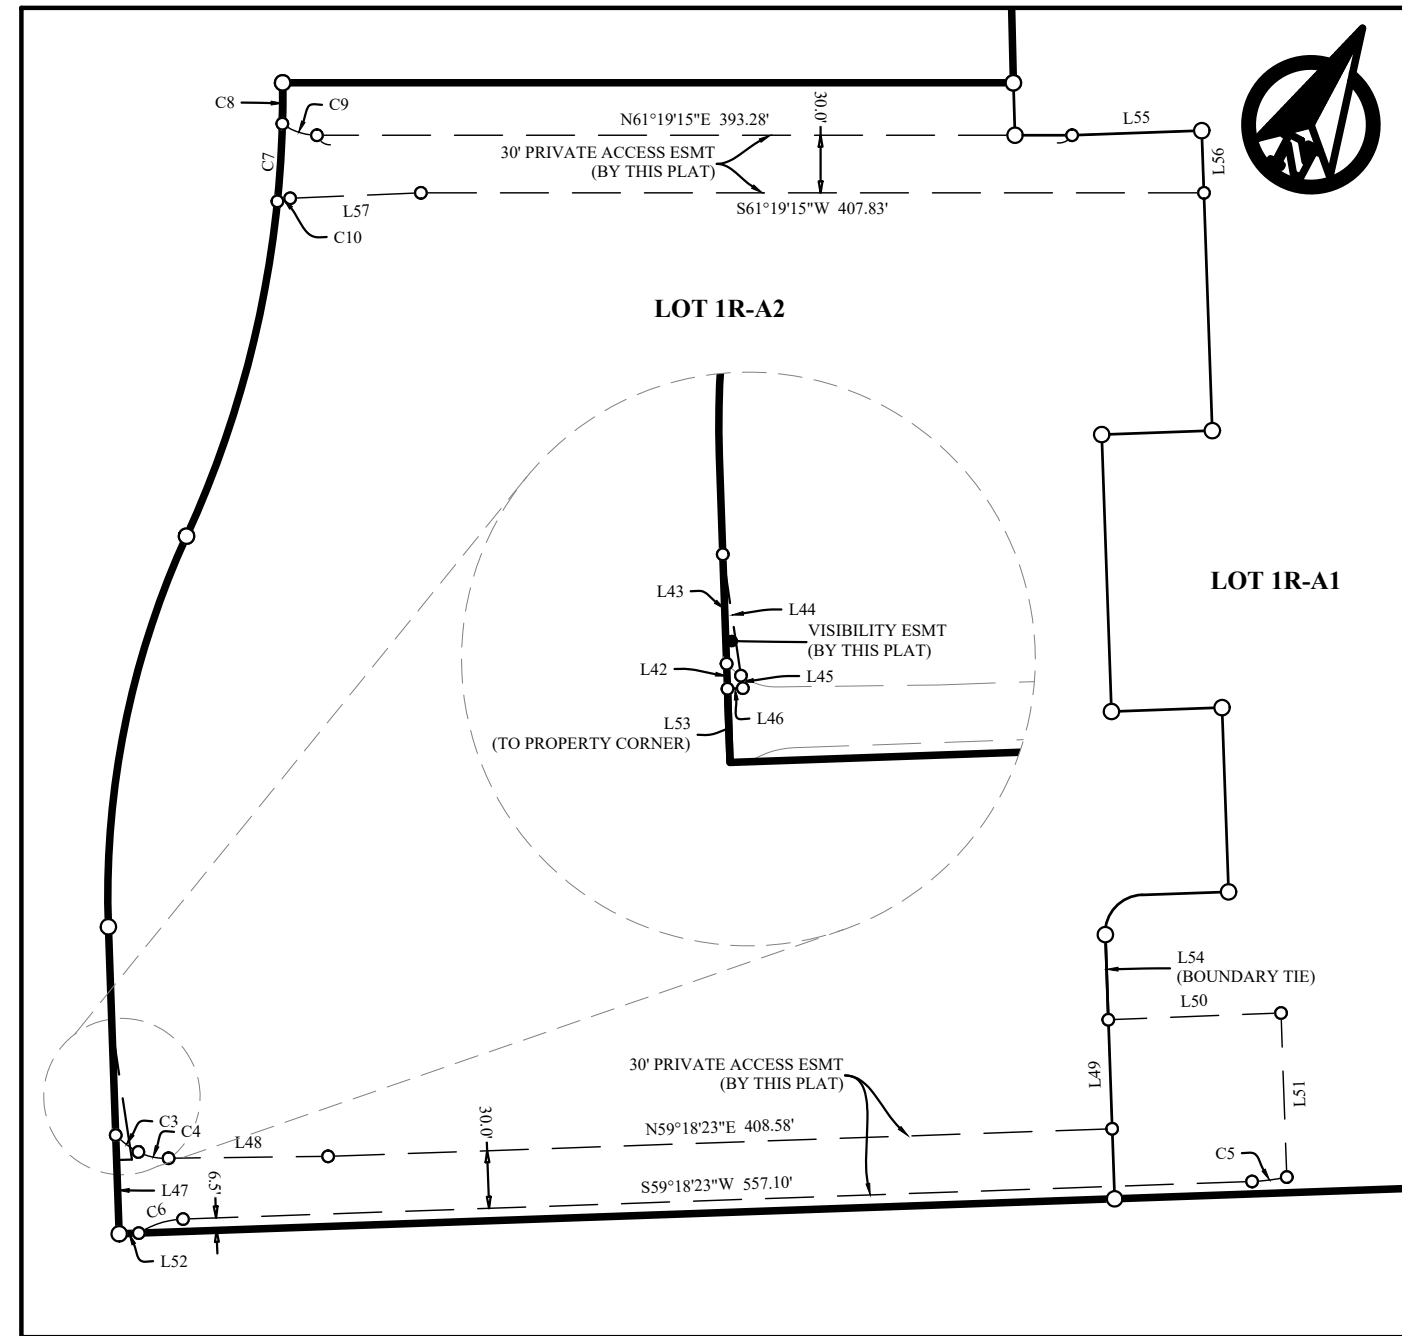 C8
C9
N61°19'15"E 393.28'
30.0'
L55
30' PRIVATE ACCESS ESMT
(BY THIS PLAT)
C7
L56
L57
S61°19'15"W 407.83'
C10
LOT 1R-A2
LOT 1R-A1
L43
L44
VISIBILITY ESMT
(BY THIS PLAT)
L42
L45
L46
L53
(TO PROPERTY CORNER)
L54
(BOUNDARY TIE)
L50
30' PRIVATE ACCESS ESMT
(BY THIS PLAT)
L49
L51
C3
C4
L48
30.0'
N59°18'23"E 408.58'
C5
L47
6.5'
S59°18'23"W 557.10'
C6
L52